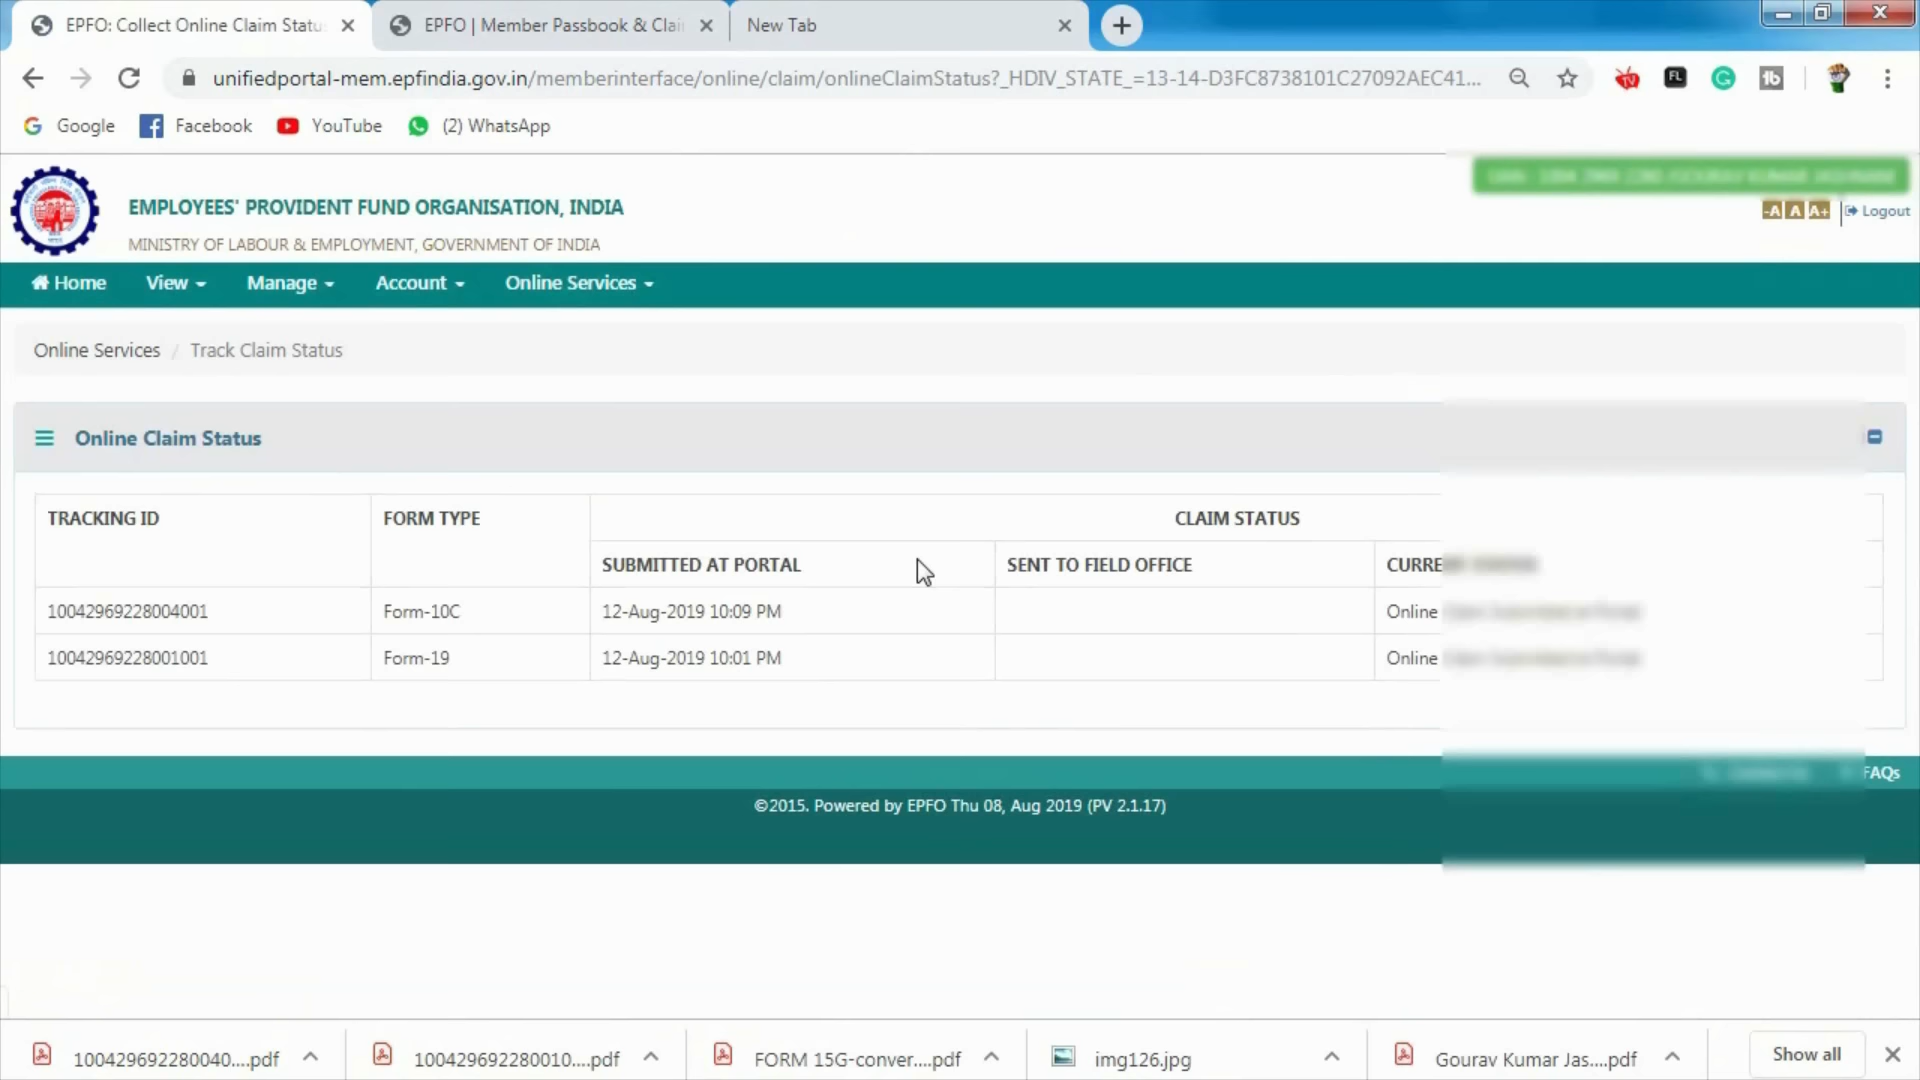 EPFO: Collect Online Claim Statu
EPFO | Member Passbook & Clai
New Tab
unifiedportal-mem.epfindia.gov.in/memberinterface/online/claim/onlineClaimStatus?_HDIV_STATE_=13-14-D3FC8738101C27092AEC41...
Google
Facebook
YouTube
(2) WhatsApp
EMPLOYEES' PROVIDENT FUND ORGANISATION, INDIA
MINISTRY OF LABOUR & EMPLOYMENT, GOVERNMENT OF INDIA
-A A A+ Logout
Home View Manage Account Online Services
Online Services / Track Claim Status
Online Claim Status
TRACKING ID FORM TYPE CLAIM STATUS
SUBMITTED AT PORTAL SENT TO FIELD OFFICE CURRE
10042969228004001 Form-10C 12-Aug-2019 10:09 PM Online
10042969228001001 Form-19 12-Aug-2019 10:01 PM Online
FAQs
©2015. Powered by EPFO Thu 08, Aug 2019 (PV 2.1.17)
100429692280040....pdf
100429692280010....pdf
FORM 15G-conver....pdf
img126.jpg
Gourav Kumar Jas....pdf
Show all